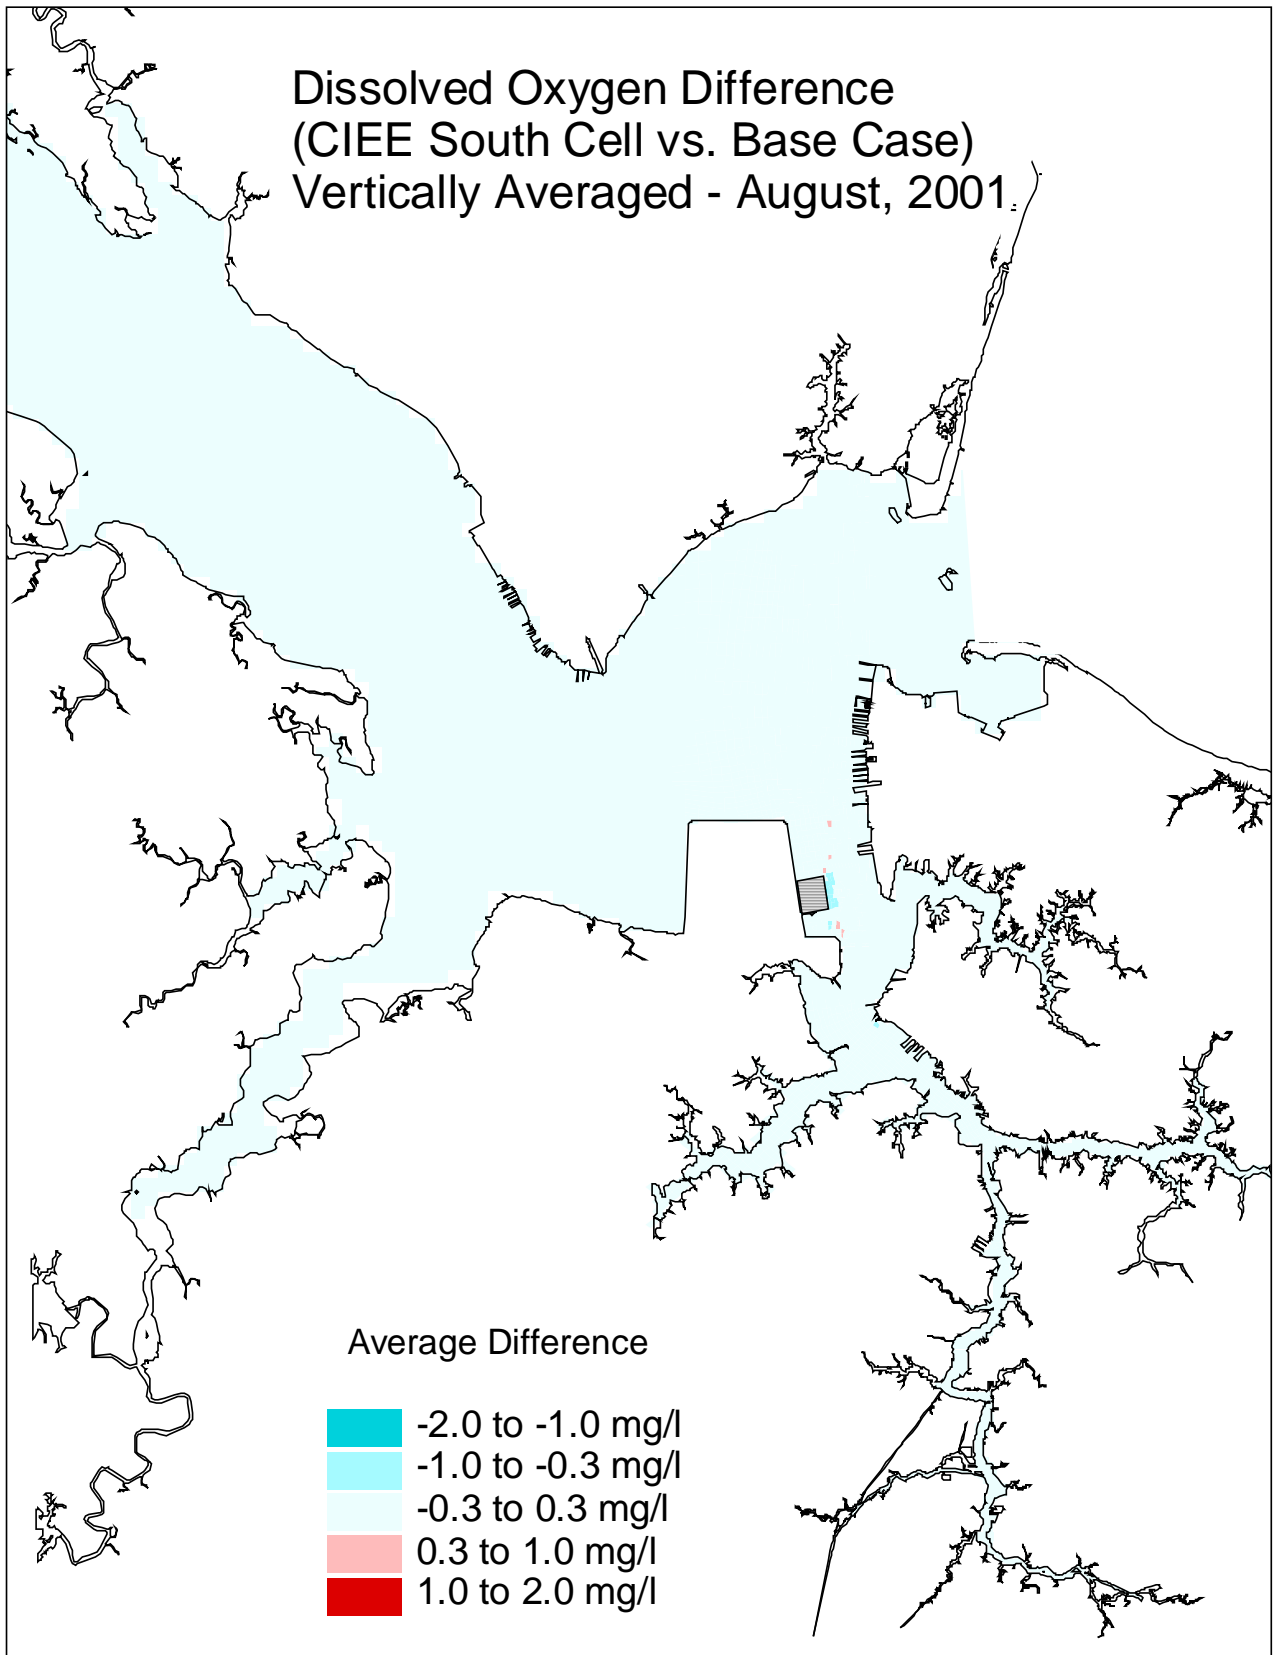 Dissolved Oxygen Difference
(CIEE South Cell vs. Base Case)
Vertically Averaged - August, 2001
Average Difference
-2.0 to -1.0 mg/l
-1.0 to -0.3 mg/l
-0.3 to 0.3 mg/l
0.3 to 1.0 mg/l
1.0 to 2.0 mg/l